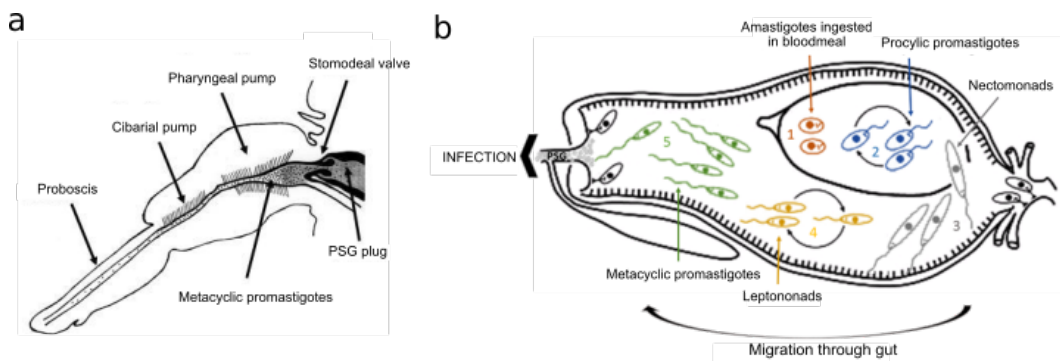 a
Stomodeal valve
Pharyngeal pump
Cibarial pump
Proboscis
PSG plug
Metacyclic promastigotes
b
Amastigotes ingested
in bloodmeal
Procylic promastigotes
Nectomonads
INFECTION
PSG
1
2
3
4
5
Metacyclic promastigotes
Leptononads
Migration through gut